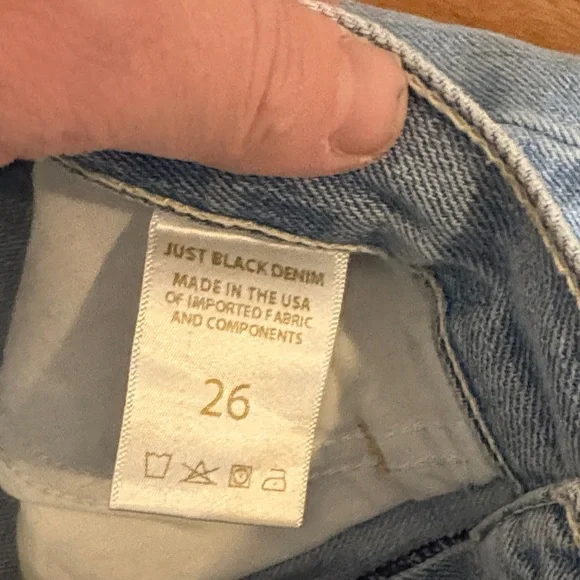 JUST BLACK DENIM
MADE IN THE USA
OF IMPORTED FABRIC
AND COMPONENTS
26